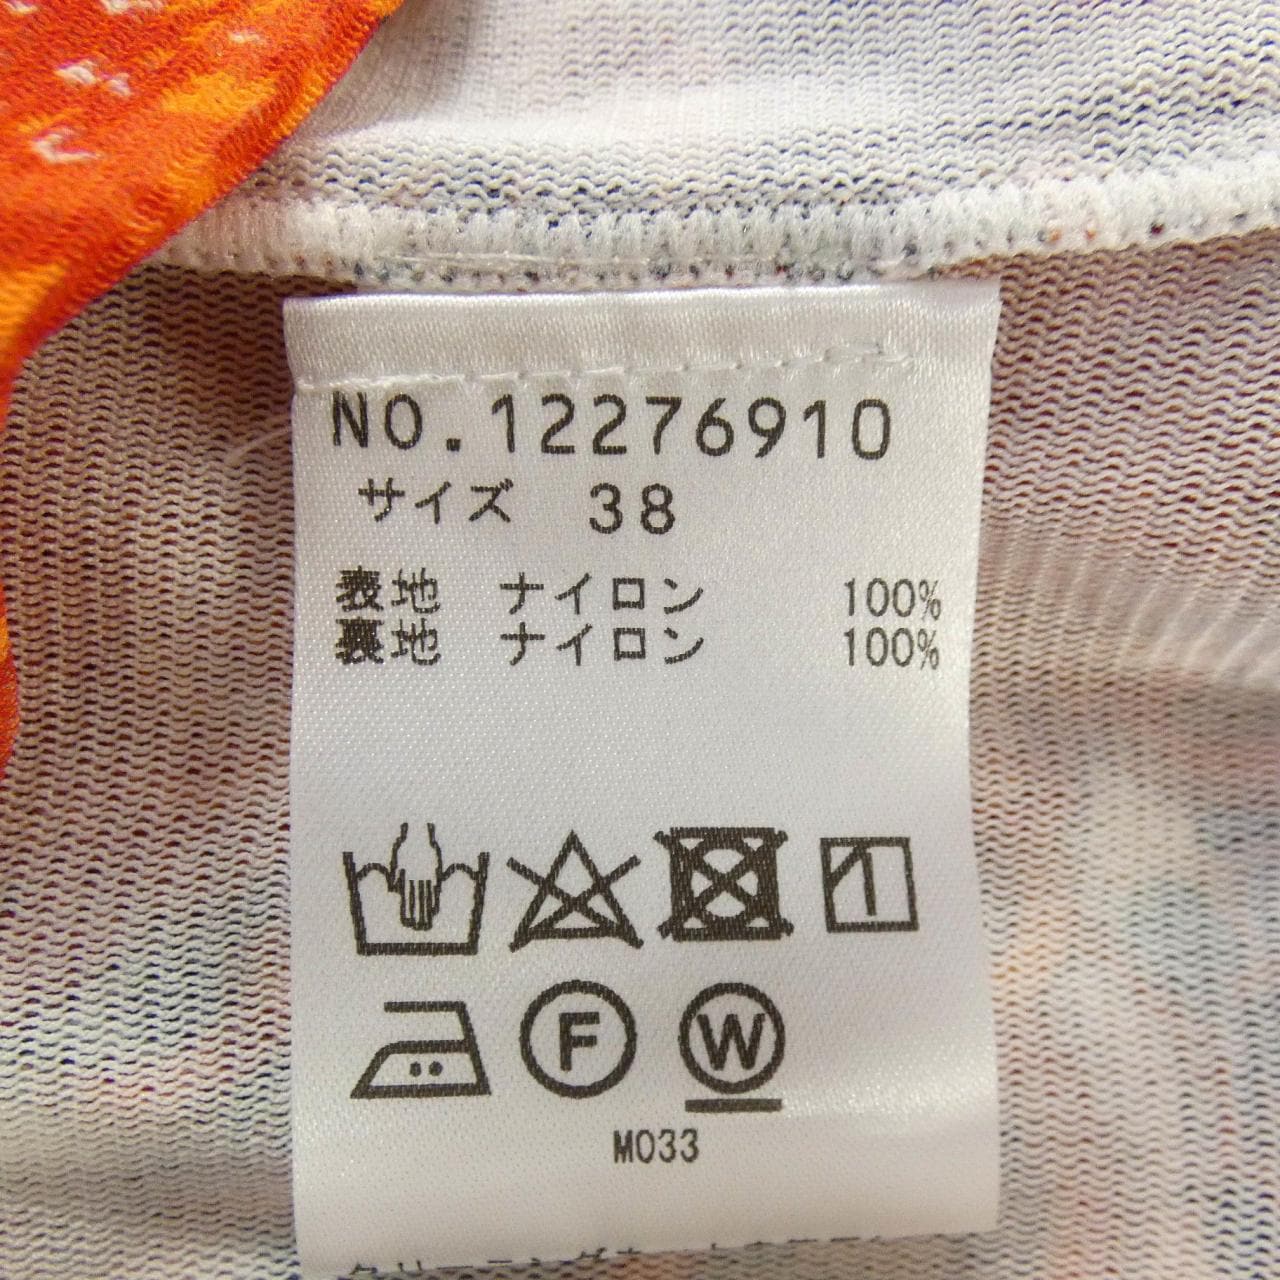 NO.12276910
サイズ 38
表地 ナイロン 100%
裏地 ナイロン 100%
F W
M033